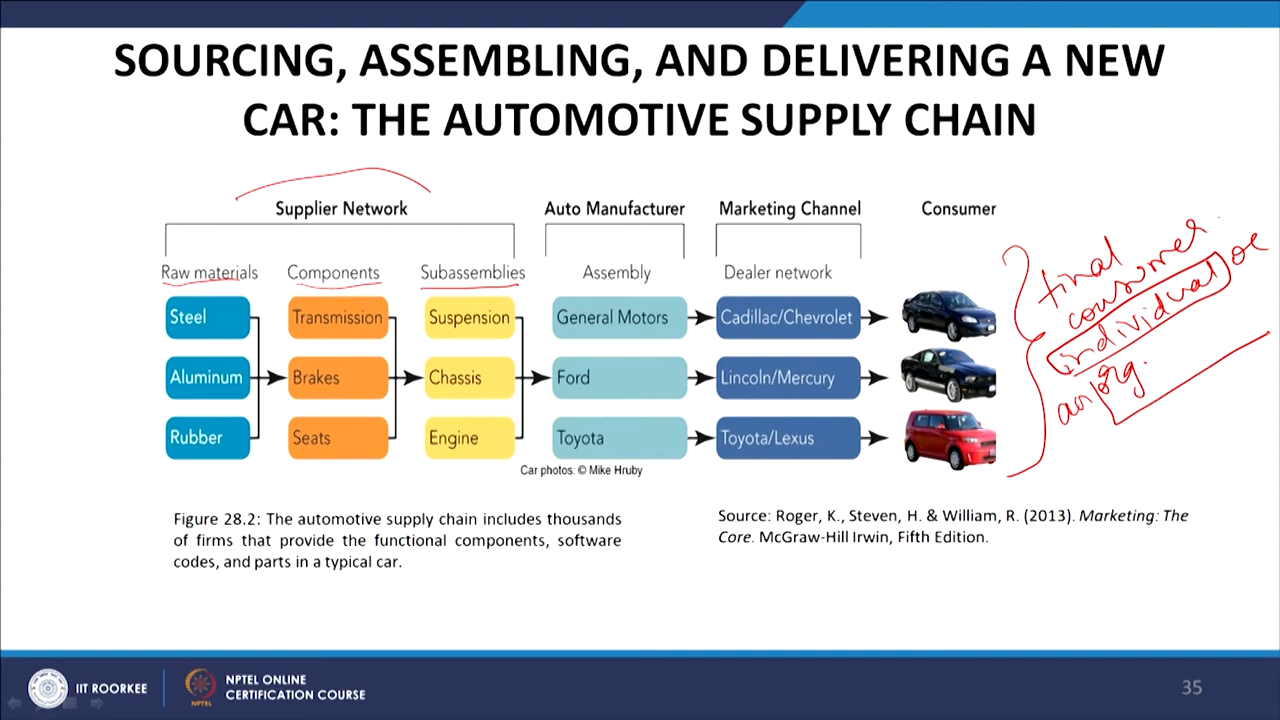 SOURCING, ASSEMBLING, AND DELIVERING A NEW
CAR: THE AUTOMOTIVE SUPPLY CHAIN
Supplier Network Auto Manufacturer Marketing Channel Consumer
Raw materials Components Subassemblies Assembly Dealer network
Steel Transmission Suspension General Motors Cadillac/Chevrolet
Aluminum Brakes Chassis Ford Lincoln/Mercury
Rubber Seats Engine Toyota Toyota/Lexus
Car photos: © Mike Hruby
final
consumer
individual or
an org.
Figure 28.2: The automotive supply chain includes thousands
of firms that provide the functional components, software
codes, and parts in a typical car.
Source: Roger, K., Steven, H. & William, R. (2013). Marketing: The
Core. McGraw-Hill Irwin, Fifth Edition.
IIT ROORKEE
NPTEL
NPTEL ONLINE
CERTIFICATION COURSE
35